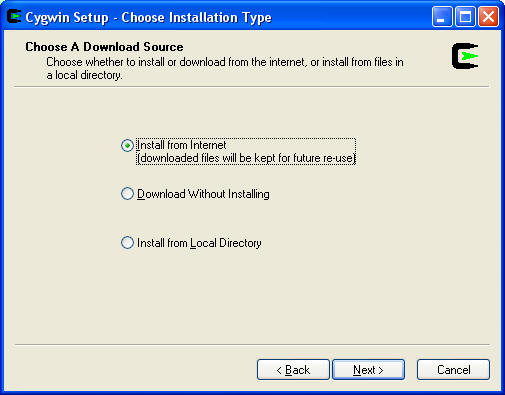 Cygwin Setup - Choose Installation Type
Choose A Download Source
Choose whether to install or download from the internet, or install from files in
a local directory.
Install from Internet
(downloaded files will be kept for future re-use)
Download Without Installing
Install from Local Directory
< Back
Next >
Cancel